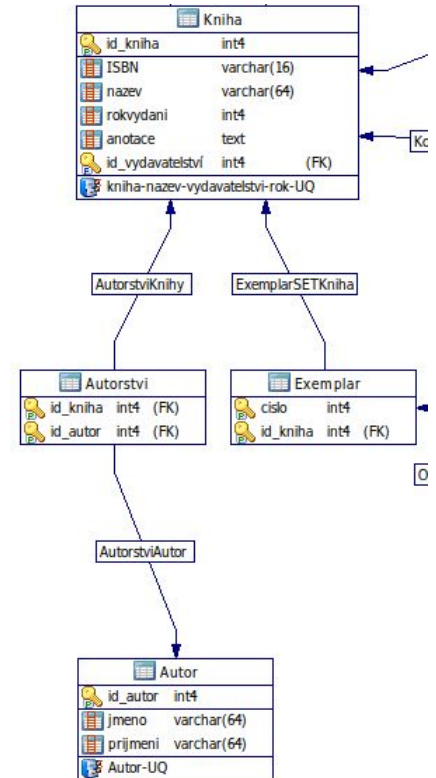 Kniha
id_kniha int4
ISBN varchar(16)
nazev varchar(64)
rokvydani int4
anotace text
id_vydavatelství int4 (FK)
kniha-nazev-vydavatelstvi-rok-UQ
AutorstviKnihy ExemplarSETKniha
Autorstvi
id_kniha int4 (FK)
id_autor int4 (FK)
Exemplar
cislo int4
id_kniha int4 (FK)
AutorstviAutor
Autor
id_autor int4
jmeno varchar(64)
prijmeni varchar(64)
Autor-UQ